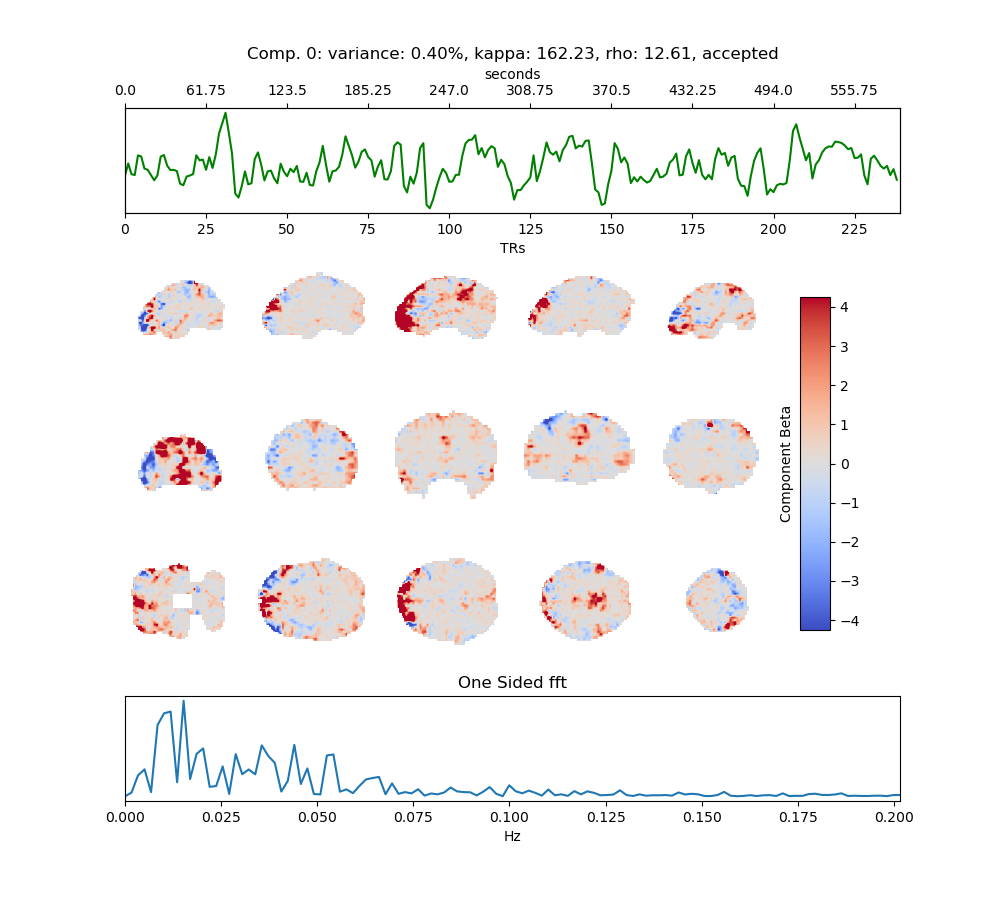 Comp. 0: variance: 0.40%, kappa: 162.23, rho: 12.61, accepted
seconds
0.0 61.75 123.5 185.25 247.0 308.75 370.5 432.25 494.0 555.75
0 25 50 75 100 125 150 175 200 225
TRs
4
3
2
1
0
−1
−2
−3
−4
Component Beta
One Sided fft
0.000 0.025 0.050 0.075 0.100 0.125 0.150 0.175 0.200
Hz